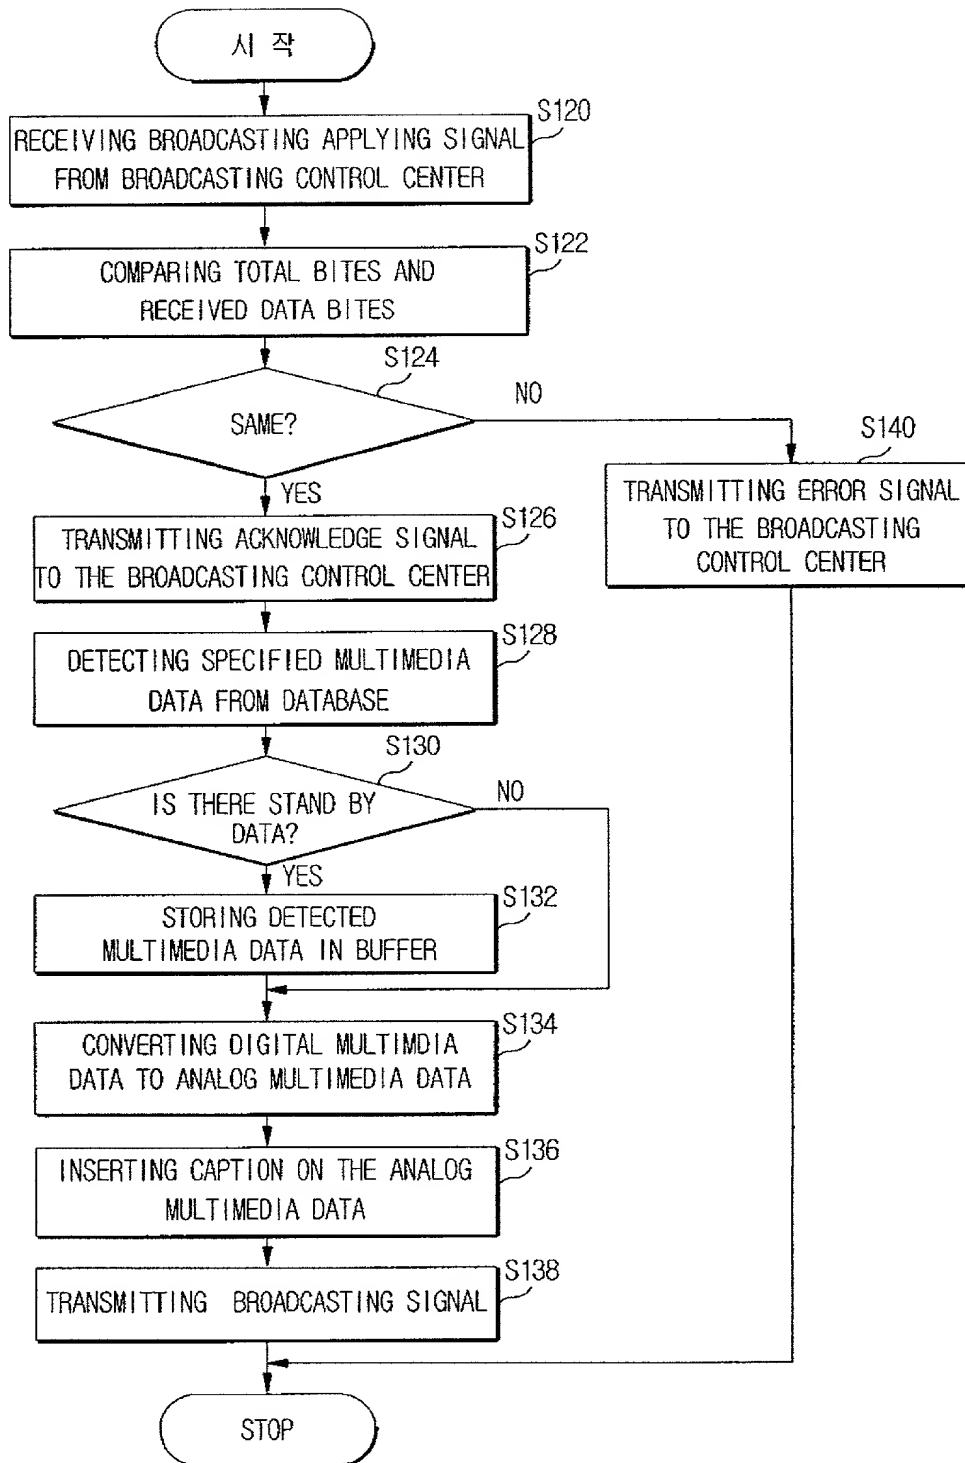 시 작
S120
RECEIVING BROADCASTING APPLYING SIGNAL
FROM BROADCASTING CONTROL CENTER
S122
COMPARING TOTAL BITES AND
RECEIVED DATA BITES
S124
SAME?
NO
YES
S140
TRANSMITTING ERROR SIGNAL
TO THE BROADCASTING
CONTROL CENTER
S126
TRANSMITTING ACKNOWLEDGE SIGNAL
TO THE BROADCASTING CONTROL CENTER
S128
DETECTING SPECIFIED MULTIMEDIA
DATA FROM DATABASE
S130
IS THERE STAND BY
DATA?
NO
YES
S132
STORING DETECTED
MULTIMEDIA DATA IN BUFFER
S134
CONVERTING DIGITAL MULTIMDIA
DATA TO ANALOG MULTIMEDIA DATA
S136
INSERTING CAPTION ON THE ANALOG
MULTIMEDIA DATA
S138
TRANSMITTING BROADCASTING SIGNAL
STOP